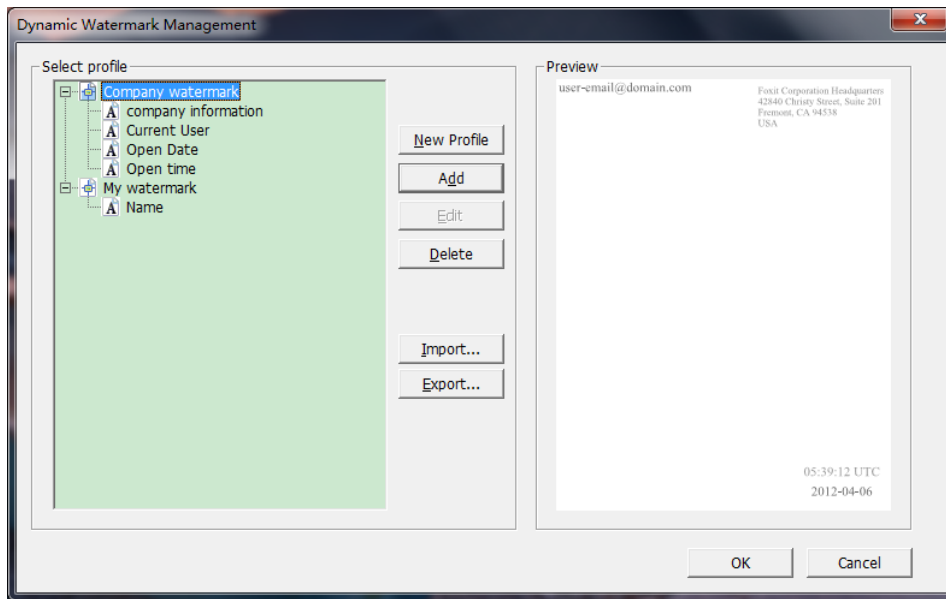 Dynamic Watermark Management
Select profile
Company watermark
company information
Current User
Open Date
Open time
My watermark
Name
New Profile
Add
Edit
Delete
Import...
Export...
Preview
user-email@domain.com
Foxit Corporation Headquarters
42840 Christy Street, Suite 201
Fremont, CA 94538
USA
05:39:12 UTC
2012-04-06
OK
Cancel